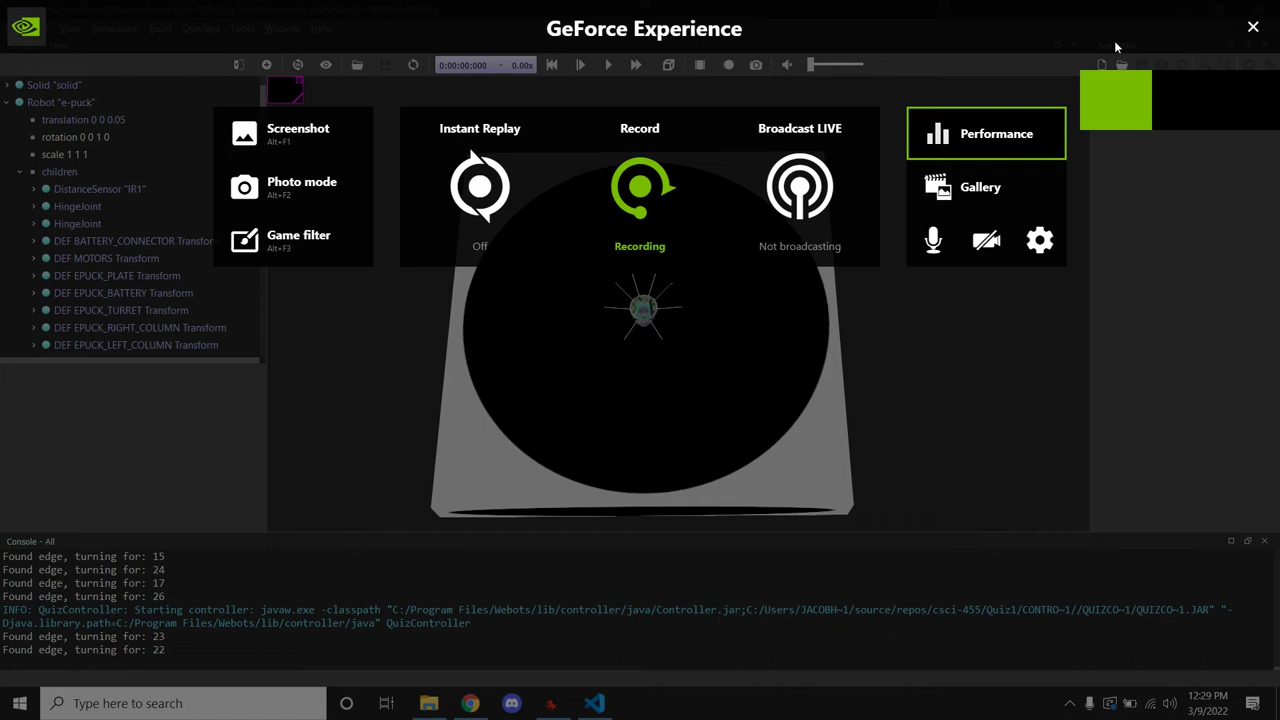 GeForce Experience
View Simulation Build Overlays Tools Wizards Help
View
0:00:00:000 - 0.00x
Solid "solid"
Robot "e-puck"
translation 0 0 0.05
rotation 0 0 1 0
scale 1 1 1
children
DistanceSensor "IR1"
HingeJoint
HingeJoint
DEF BATTERY_CONNECTOR Transform
DEF MOTORS Transform
DEF EPUCK_PLATE Transform
DEF EPUCK_BATTERY Transform
DEF EPUCK_TURRET Transform
DEF EPUCK_RIGHT_COLUMN Transform
DEF EPUCK_LEFT_COLUMN Transform
Screenshot
Alt+F1
Photo mode
Alt+F2
Game filter
Alt+F3
Instant Replay
Off
Record
Recording
Broadcast LIVE
Not broadcasting
Performance
Gallery
Console - All
Found edge, turning for: 15
Found edge, turning for: 24
Found edge, turning for: 17
Found edge, turning for: 26
INFO: QuizController: Starting controller: javaw.exe -classpath "C:/Program Files/Webots/lib/controller/java/Controller.jar;C:/Users/JACOBH~1/source/repos/csci-455/Quiz1/CONTRO~1//QUIZCO~1/QUIZCO~1.JAR" "-
Djava.library.path=C:/Program Files/Webots/lib/controller/java" QuizController
Found edge, turning for: 23
Found edge, turning for: 22
Type here to search
12:29 PM
3/9/2022